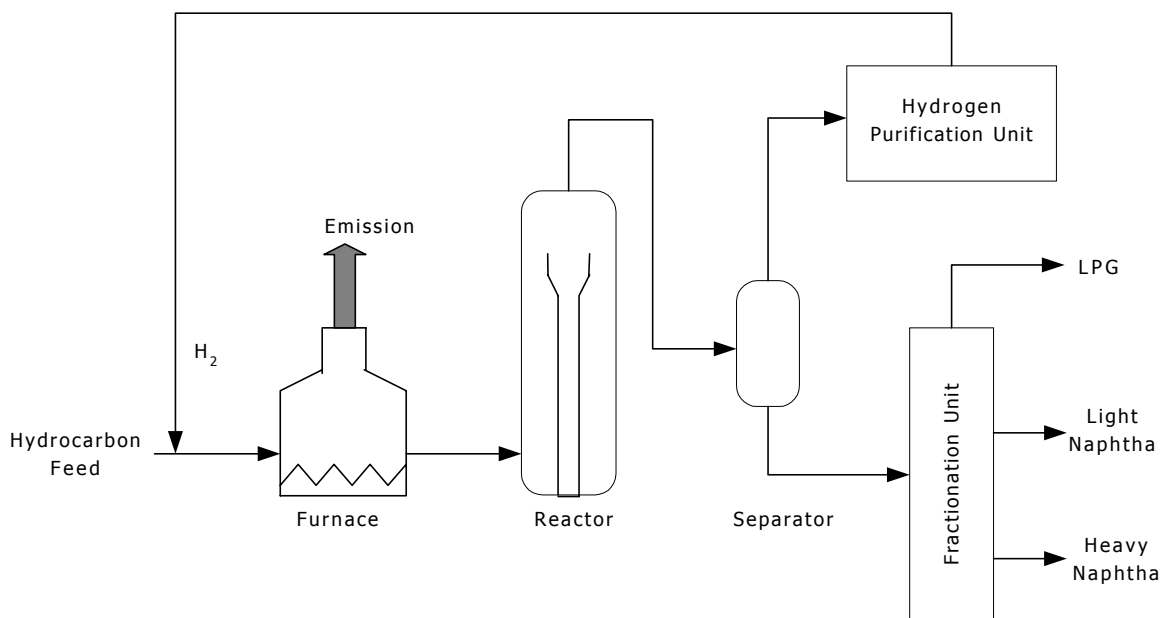 Hydrogen
Purification Unit
Emission
LPG
H₂
Light
Naphtha
Hydrocarbon
Feed
Fractionation Unit
Furnace
Reactor
Separator
Heavy
Naphtha